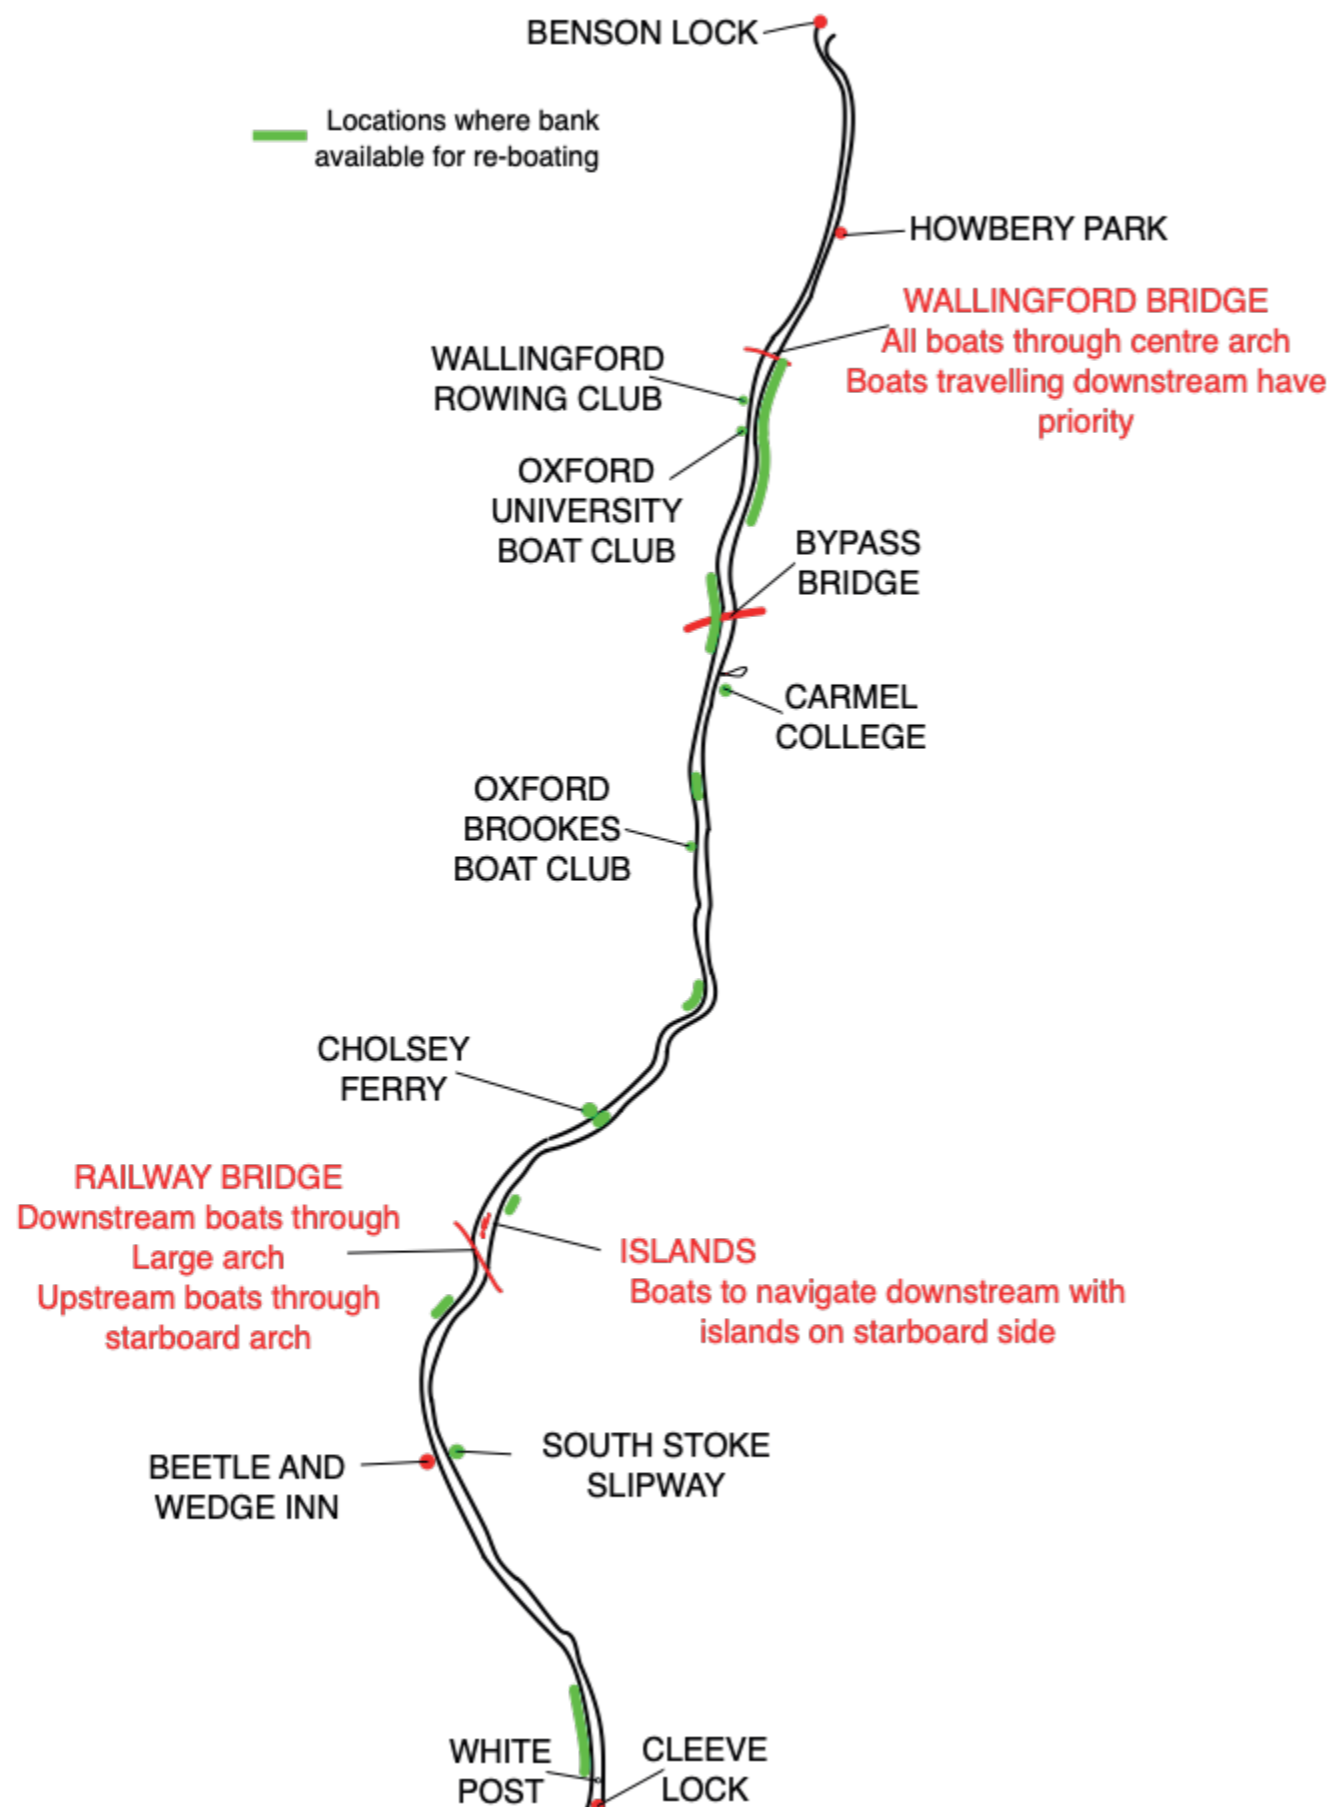 BENSON LOCK
Locations where bank
available for re-boating
HOWBERY PARK
WALLINGFORD BRIDGE
All boats through centre arch
Boats travelling downstream have
priority
WALLINGFORD
ROWING CLUB
OXFORD
UNIVERSITY
BOAT CLUB
BYPASS
BRIDGE
CARMEL
COLLEGE
OXFORD
BROOKES
BOAT CLUB
CHOLSEY
FERRY
RAILWAY BRIDGE
Downstream boats through
Large arch
Upstream boats through
starboard arch
ISLANDS
Boats to navigate downstream with
islands on starboard side
BEETLE AND
WEDGE INN
SOUTH STOKE
SLIPWAY
WHITE
POST
CLEEVE
LOCK